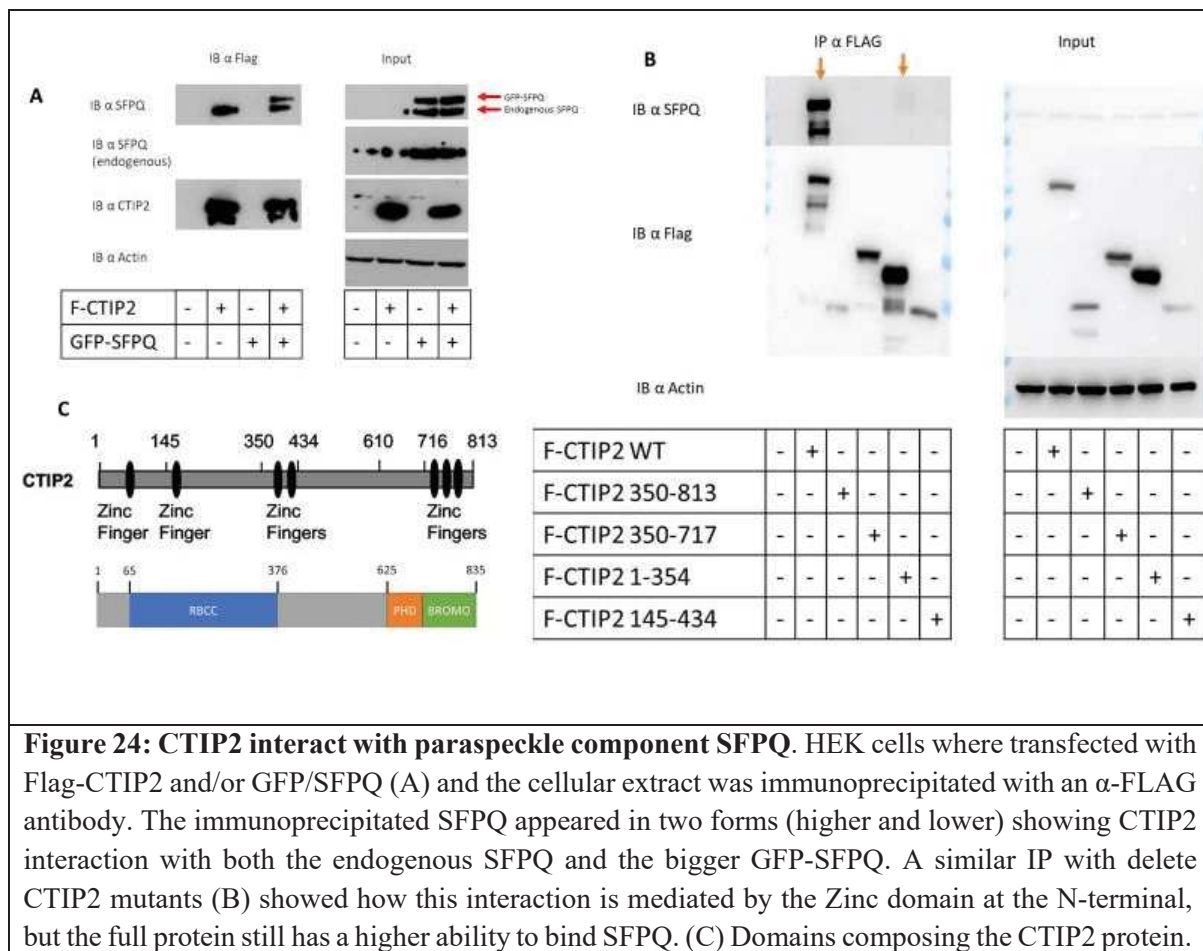 IB α Flag
Input
A
IB α SFPQ
GFP-SFPQ
Endogenous SFPQ
IB α SFPQ
(endogenous)
IB α CTIP2
IB α Actin
F-CTIP2 - + - + - + - +
GFP-SFPQ - - + + - - + +
B
IP α FLAG
Input
IB α SFPQ
IB α Flag
IB α Actin
F-CTIP2 WT - + - - - - - + - - - -
F-CTIP2 350-813 - - + - - - - - + - - -
F-CTIP2 350-717 - - - + - - - - - + - -
F-CTIP2 1-354 - - - - + - - - - - + -
F-CTIP2 145-434 - - - - - + - - - - - +
C
1 145 350 434 610 716 813
CTIP2
Zinc Zinc Zinc Zinc
Finger Finger Fingers Fingers
1 65 376 625 835
RBCC PHD BROMO
Figure 24: CTIP2 interact with paraspeckle component SFPQ. HEK cells where transfected with
Flag-CTIP2 and/or GFP/SFPQ (A) and the cellular extract was immunoprecipitated with an α-FLAG
antibody. The immunoprecipitated SFPQ appeared in two forms (higher and lower) showing CTIP2
interaction with both the endogenous SFPQ and the bigger GFP-SFPQ. A similar IP with delete
CTIP2 mutants (B) showed how this interaction is mediated by the Zinc domain at the N-terminal,
but the full protein still has a higher ability to bind SFPQ. (C) Domains composing the CTIP2 protein.